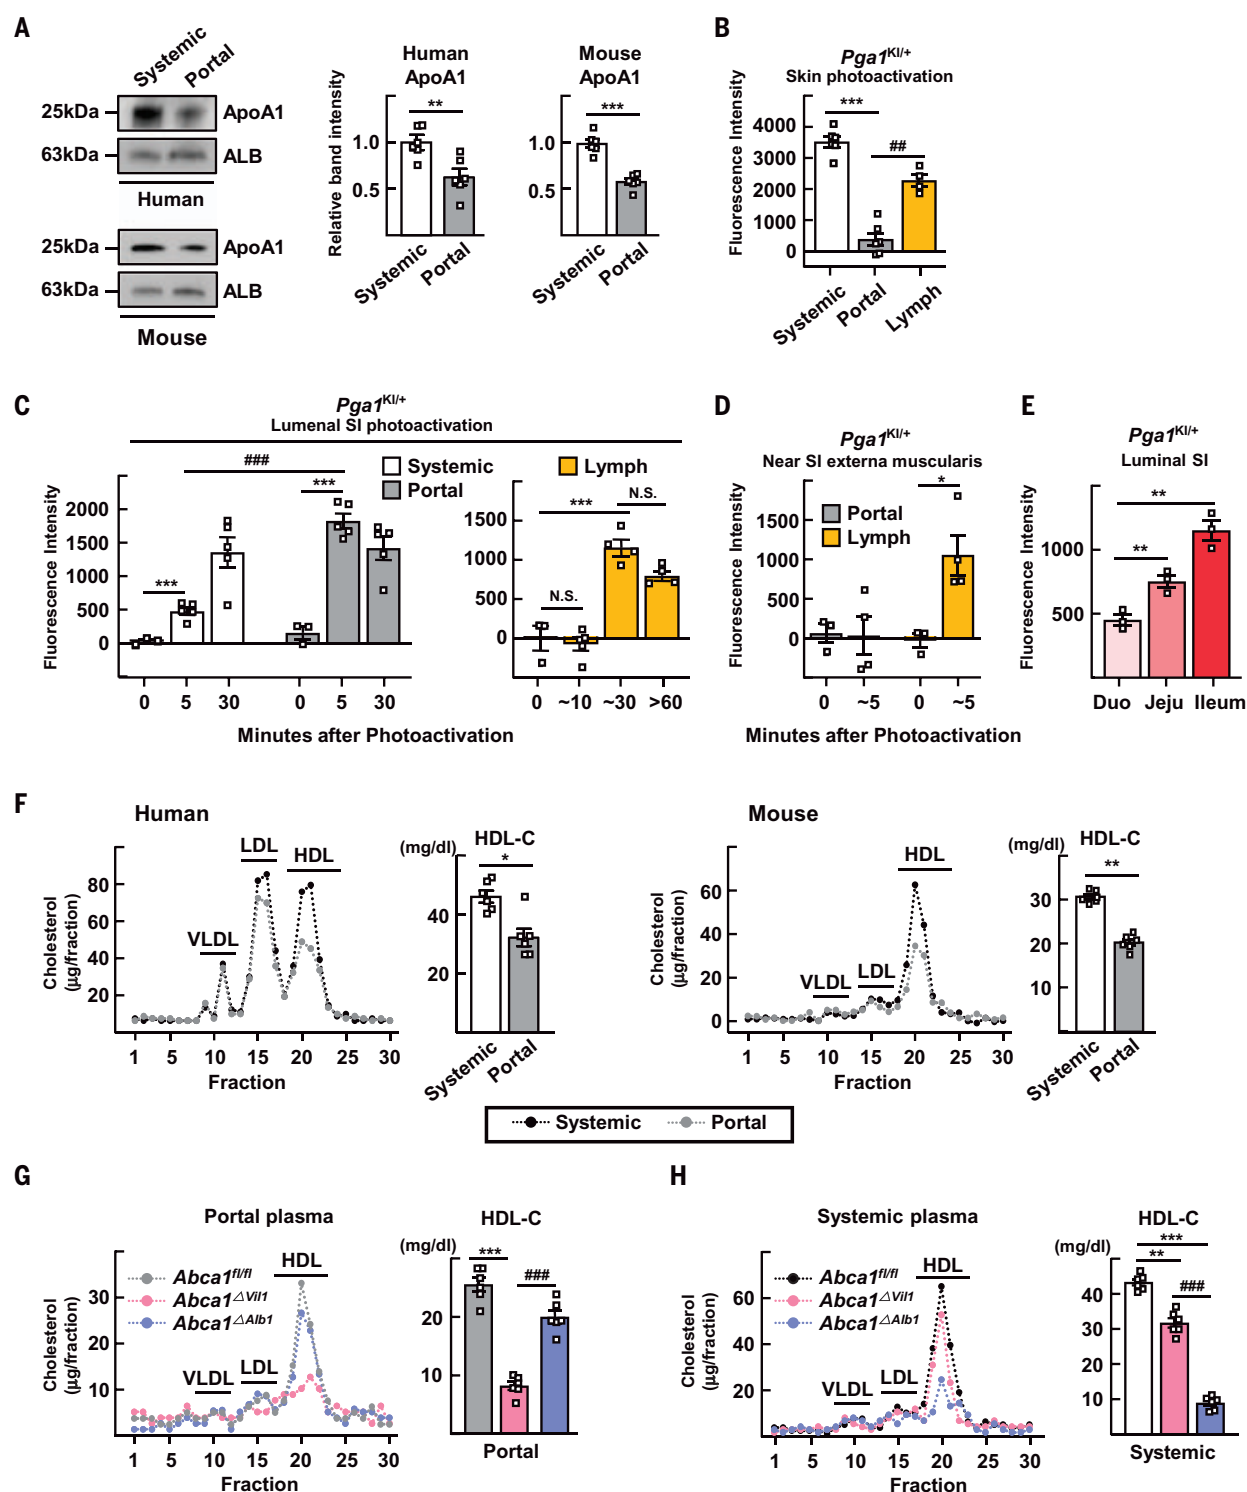 A
Systemic
Portal
25kDa
ApoA1
63kDa
ALB
Human
25kDa
ApoA1
63kDa
ALB
Mouse
Human
ApoA1
Relative band intensity
**
1.0
0.5
Systemic
Portal
Mouse
ApoA1
***
1.0
0.5
Systemic
Portal
B
Pga1KI/+
Skin photoactivation
Fluorescence Intensity
***
##
4000
3000
2000
1000
0
Systemic
Portal
Lymph
C
Pga1KI/+
Lumenal SI photoactivation
Fluorescence Intensity
###
***
***
Systemic
Portal
2000
1500
1000
500
0
0 5 30 0 5 30
Lymph
*** N.S.
N.S.
1500
1000
500
0
0 ~10 ~30 >60
Minutes after Photoactivation
D
Pga1KI/+
Near SI externa muscularis
Fluorescence Intensity
*
Portal
Lymph
1500
1000
500
0
0 ~5 0 ~5
Minutes after Photoactivation
E
Pga1KI/+
Luminal SI
Fluorescence Intensity
**
**
1000
500
Duo Jeju Ileum
F
Human
Cholesterol
(µg/fraction)
VLDL
LDL
HDL
80
60
40
20
1 5 10 15 20 25 30
Fraction
HDL-C
(mg/dl)
*
40
20
Systemic
Portal
Mouse
Cholesterol
(µg/fraction)
VLDL
LDL
HDL
60
40
20
0
1 5 10 15 20 25 30
Fraction
HDL-C
(mg/dl)
**
30
20
10
Systemic
Portal
Systemic Portal
G
Portal plasma
Cholesterol
(µg/fraction)
Abca1fl/fl
Abca1△Vil1
Abca1△Alb1
HDL
LDL
VLDL
30
20
10
1 5 10 15 20 25 30
Fraction
HDL-C
(mg/dl)
***
###
20
10
Portal
H
Systemic plasma
Cholesterol
(µg/fraction)
Abca1fl/fl
Abca1△Vil1
Abca1△Alb1
HDL
LDL
VLDL
60
40
20
1 5 10 15 20 25 30
Fraction
HDL-C
(mg/dl)
***
**
###
40
30
20
10
Systemic